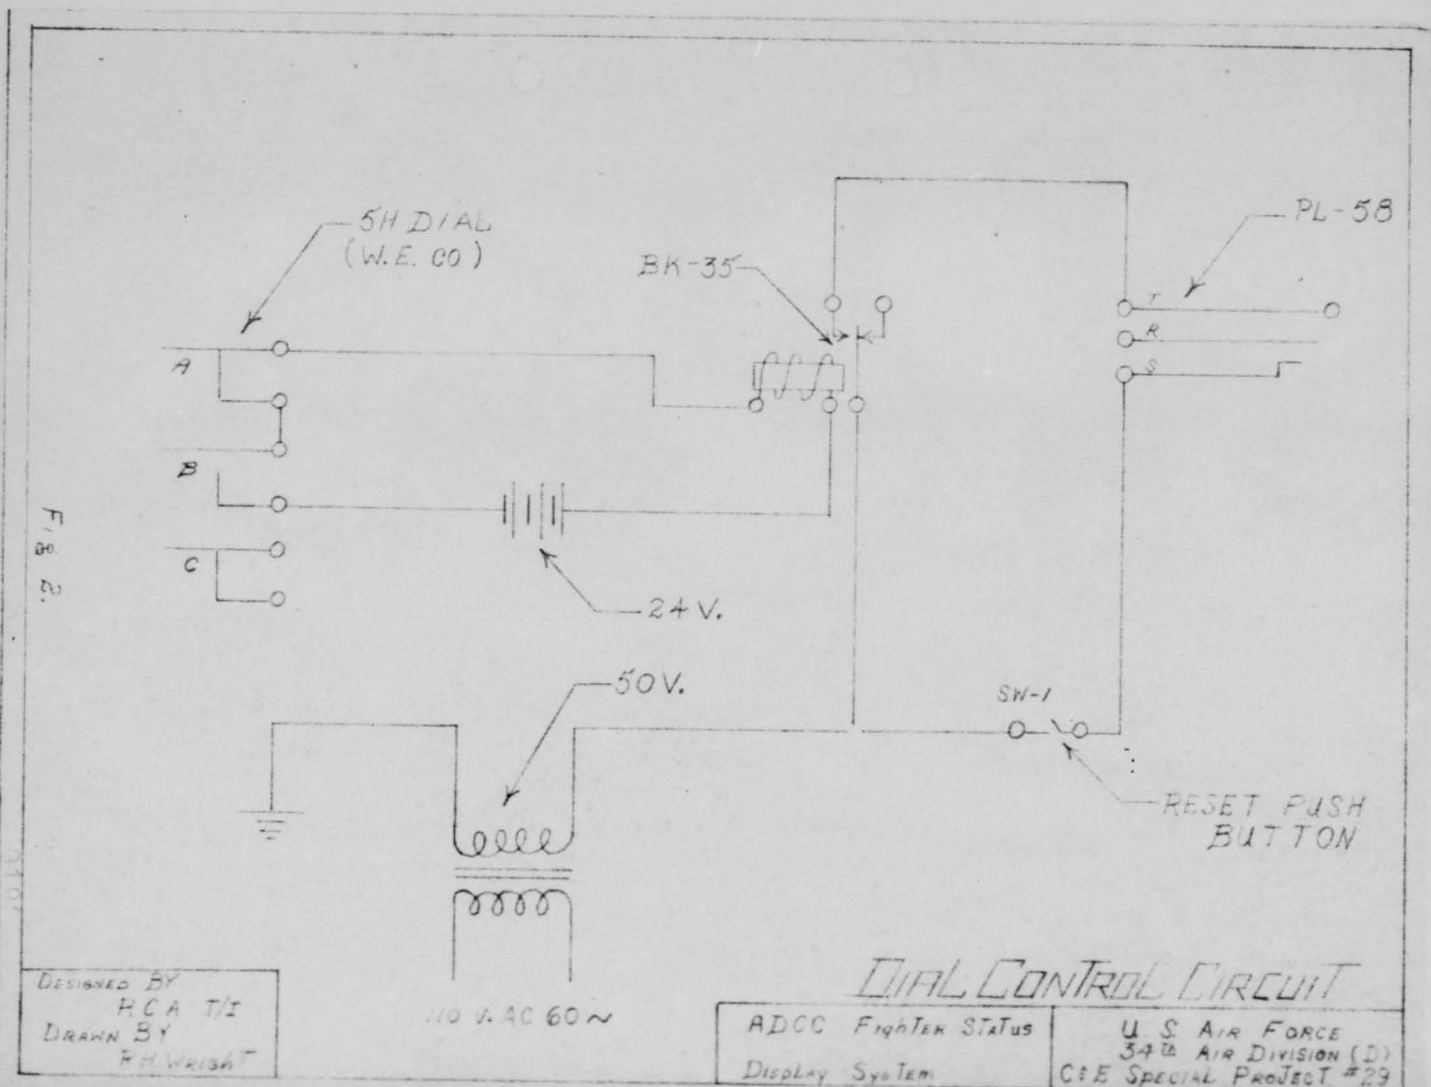 5H DIAL
(W.E. CO)
BK-35
PL-58
T
R
S
A
B
C
24 V.
50 V.
SW-1
RESET PUSH
BUTTON
110 V. AC 60~
Fig 2.
DIAL CONTROL CIRCUIT
DESIGNED BY
RCA T/I
DRAWN BY
R.H. WRIGHT
ADCC FighTER STATus
DISpLAy SysTEm
U. S. AIR FORCE
34th AIR DIVISION (D)
C&E SPECIAL PROJECT #29